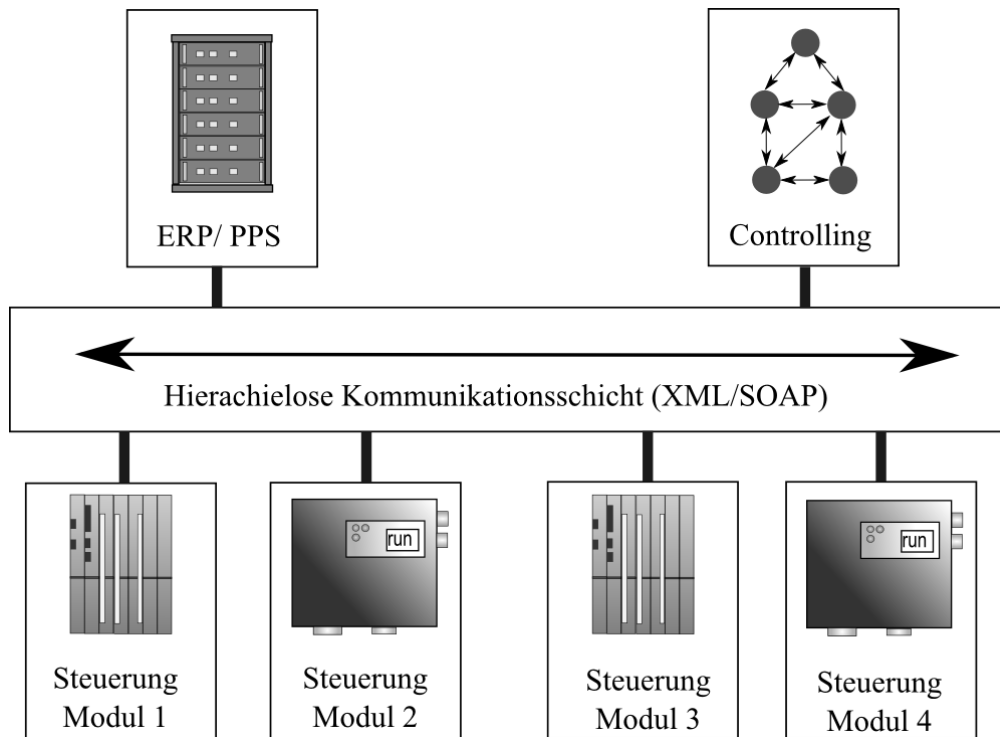 ERP/ PPS
Controlling
Hierachielose Kommunikationsschicht (XML/SOAP)
run
run
Steuerung
Modul 1
Steuerung
Modul 2
Steuerung
Modul 3
Steuerung
Modul 4